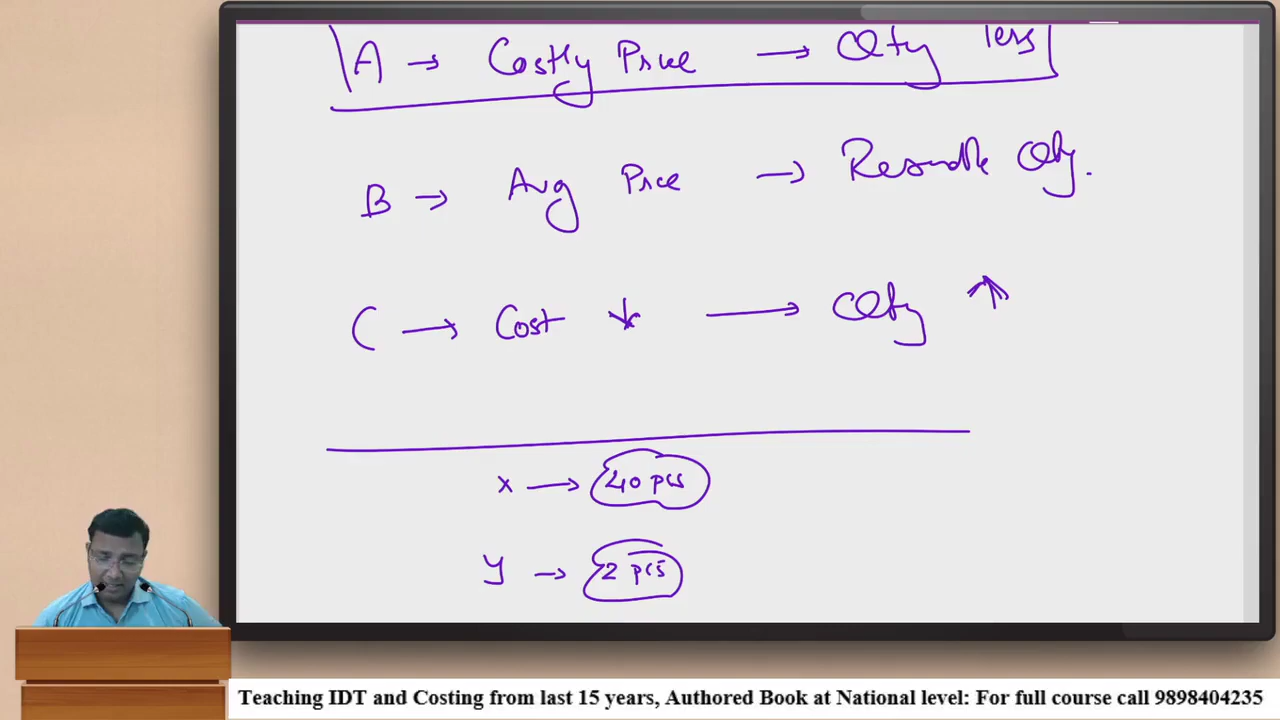 A → Costly Price → Qty less
B → Avg Price → Resonable Qty.
C → Cost ↓ → Qty ↑
x → 40 pcs
y → 2 pcs
Teaching IDT and Costing from last 15 years, Authored Book at National level: For full course call 9898404235